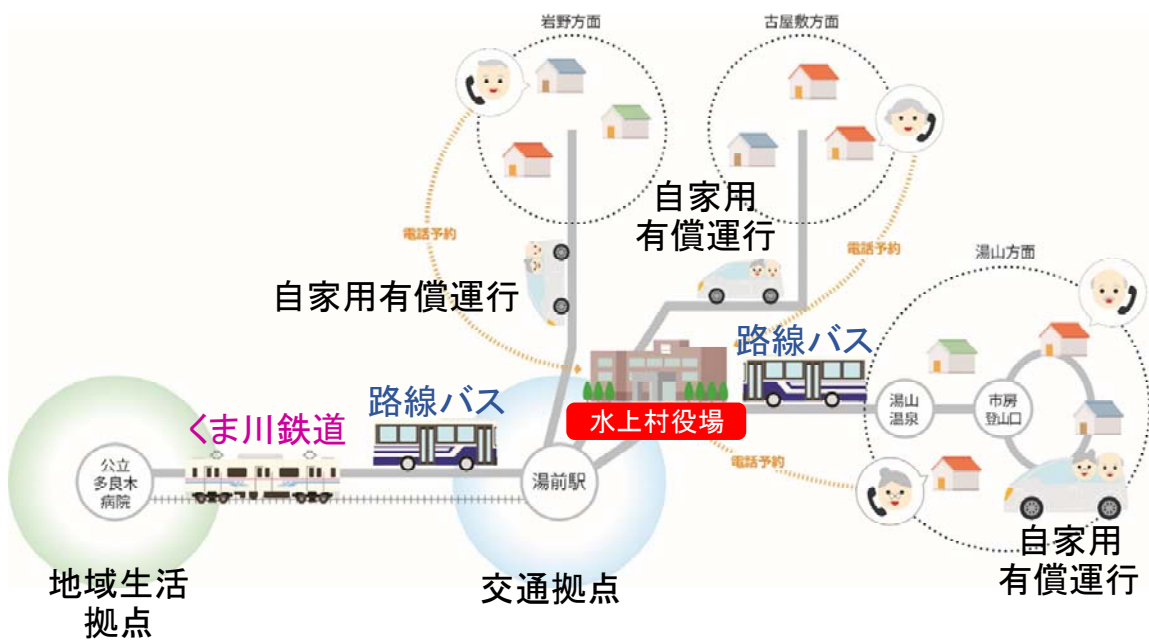 岩野方面
古屋敷方面
自家用
有償運行
電話予約
電話予約
湯山方面
自家用有償運行
路線バス
路線バス
水上村役場
湯山
温泉
市房
登山口
くま川鉄道
電話予約
公立
多良木
病院
湯前駅
自家用
有償運行
地域生活
拠点
交通拠点